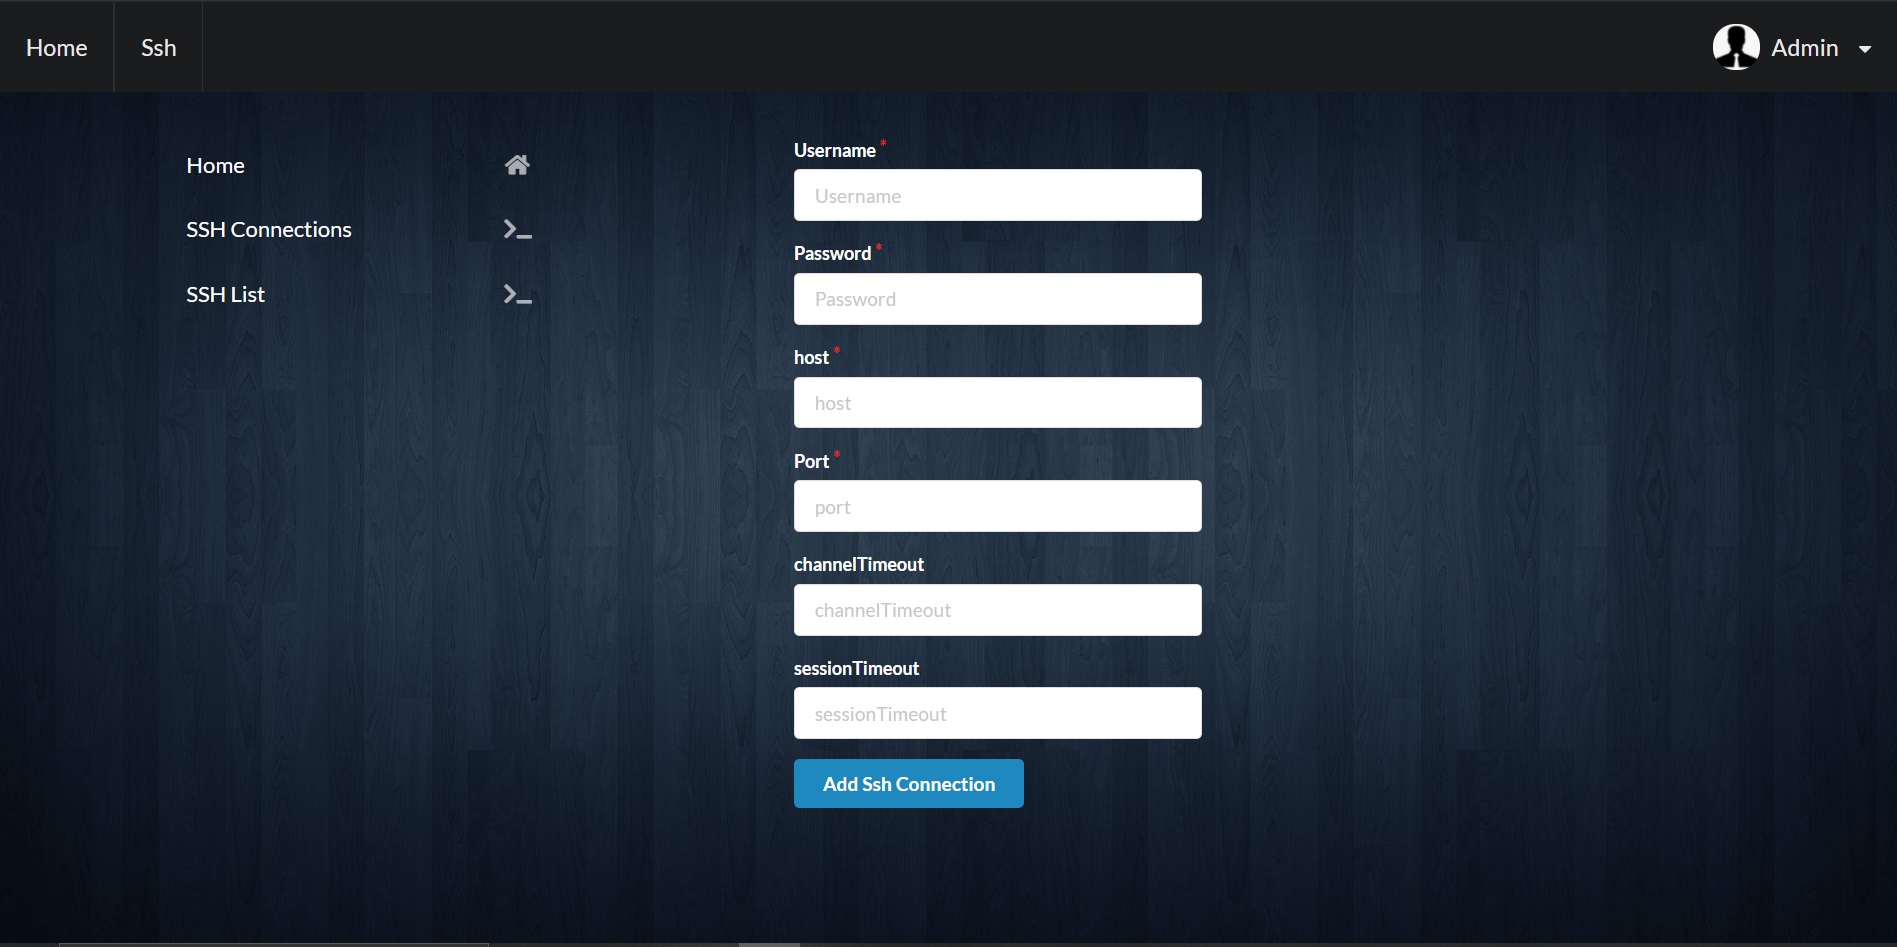 Home
Ssh
Admin
Home
SSH Connections
SSH List
Username *
Username
Password *
Password
host *
host
Port *
port
channelTimeout
channelTimeout
sessionTimeout
sessionTimeout
Add Ssh Connection